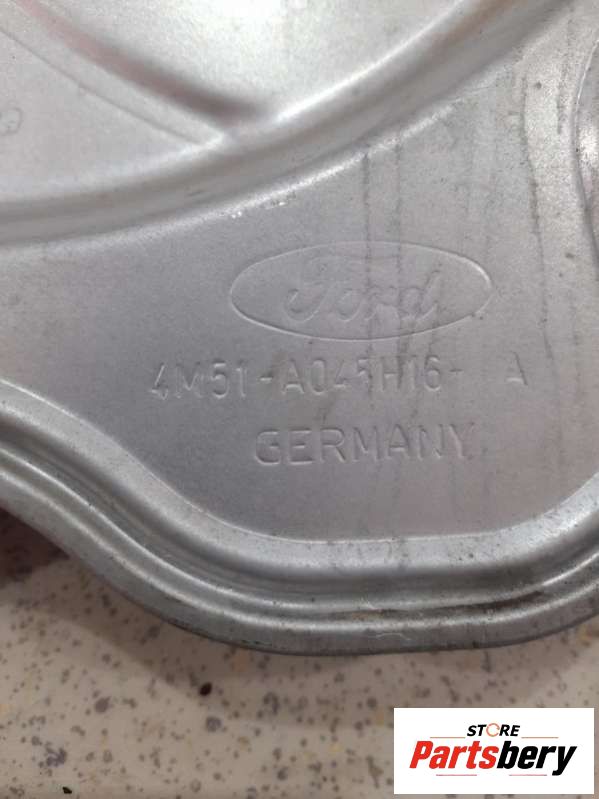 Ford
4M51-A045H16- A
GERMANY
STORE
Partsbery